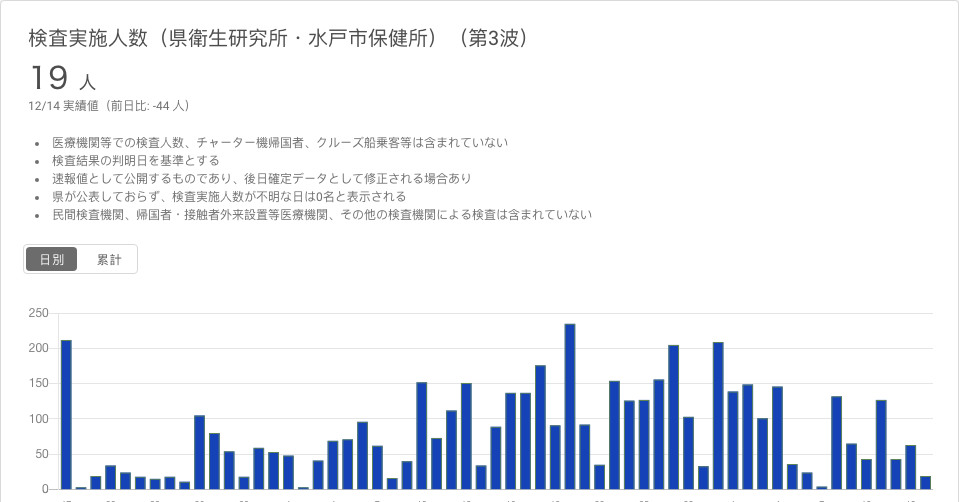 検査実施人数（県衛生研究所・水戸市保健所）（第3波）
19 人
12/14 実績値（前日比: -44 人）
医療機関等での検査人数、チャーター機帰国者、クルーズ船乗客等は含まれていない
検査結果の判明日を基準とする
速報値として公開するものであり、後日確定データとして修正される場合あり
県が公表しておらず、検査実施人数が不明な日は0名と表示される
民間検査機関、帰国者・接触者外来設置等医療機関、その他の検査機関による検査は含まれていない
日別 累計
250
200
150
100
50
0